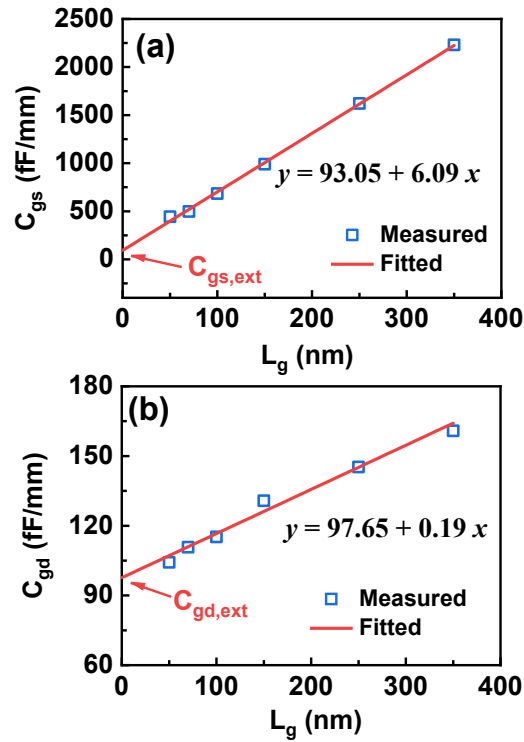 (a)
2500
2000
1500
1000
500
0
C_gs (fF/mm)
y = 93.05 + 6.09 x
Measured
Fitted
C_gs,ext
0 100 200 300 400
L_g (nm)
(b)
180
150
120
90
60
C_gd (fF/mm)
y = 97.65 + 0.19 x
Measured
Fitted
C_gd,ext
0 100 200 300 400
L_g (nm)